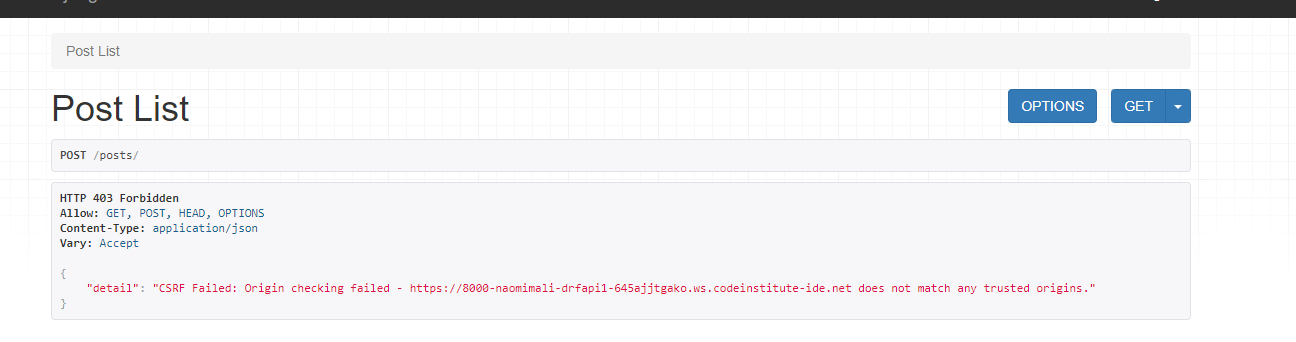 Post List
Post List
OPTIONS
GET
POST /posts/
HTTP 403 Forbidden
Allow: GET, POST, HEAD, OPTIONS
Content-Type: application/json
Vary: Accept
{
"detail": "CSRF Failed: Origin checking failed - https://8000-naomimali-drfapi1-645ajjtgako.ws.codeinstitute-ide.net does not match any trusted origins."
}